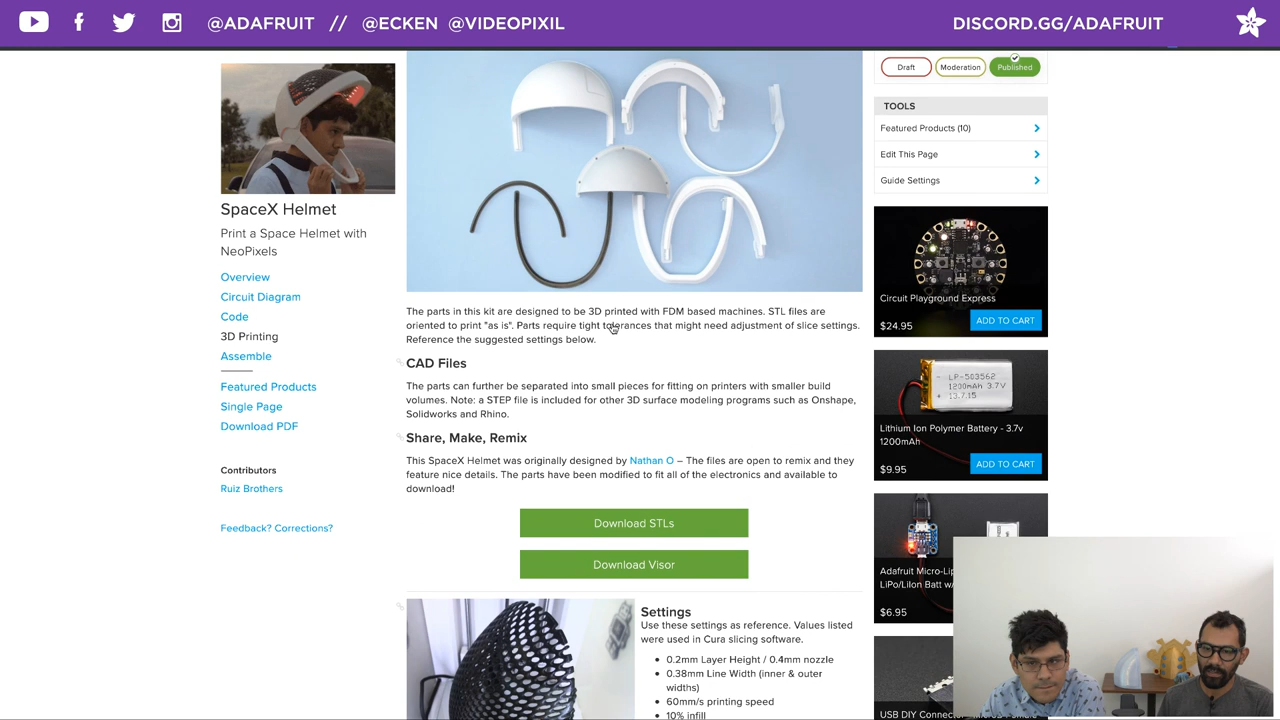 @ADAFRUIT // @ECKEN @VIDEOPIXIL
DISCORD.GG/ADAFRUIT
SpaceX Helmet
Print a Space Helmet with
NeoPixels
Overview
Circuit Diagram
Code
3D Printing
Assemble
Featured Products
Single Page
Download PDF
Contributors
Ruiz Brothers
Feedback? Corrections?
The parts in this kit are designed to be 3D printed with FDM based machines. STL files are
oriented to print "as is". Parts require tight tolerances that might need adjustment of slice settings.
Reference the suggested settings below.
CAD Files
The parts can further be separated into small pieces for fitting on printers with smaller build
volumes. Note: a STEP file is included for other 3D surface modeling programs such as Onshape,
Solidworks and Rhino.
Share, Make, Remix
This SpaceX Helmet was originally designed by Nathan O – The files are open to remix and they
feature nice details. The parts have been modified to fit all of the electronics and available to
download!
Download STLs
Download Visor
Settings
Use these settings as reference. Values listed
were used in Cura slicing software.
0.2mm Layer Height / 0.4mm nozzle
0.38mm Line Width (inner & outer
widths)
60mm/s printing speed
10% infill
Draft
Moderation
Published
TOOLS
Featured Products (10)
Edit This Page
Guide Settings
Circuit Playground Express
$24.95
ADD TO CART
LP-503562
1200mAh 3.7V
13.7.15
Lithium Ion Polymer Battery - 3.7v
1200mAh
$9.95
ADD TO CART
Adafruit Micro-Lip
LiPo/LiIon Batt w/
$6.95
USB DIY Connector